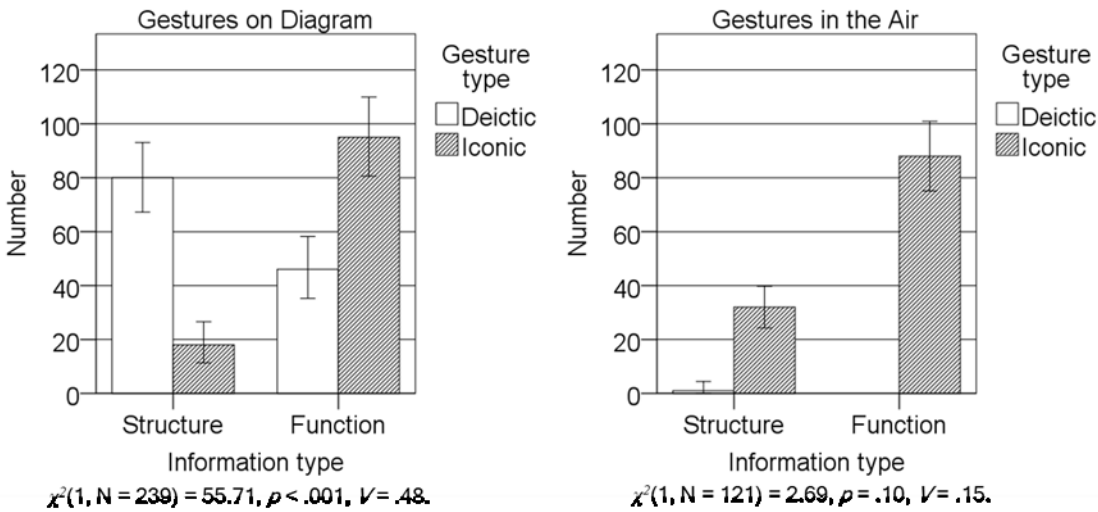 Gestures on Diagram
Gesture
type
Deictic
Iconic
Number
120
100
80
60
40
20
0
Structure
Function
Information type
χ²(1, N = 239) = 55.71, p < .001, V = .48.
Gestures in the Air
Gesture
type
Deictic
Iconic
Number
120
100
80
60
40
20
0
Structure
Function
Information type
χ²(1, N = 121) = 2.69, p = .10, V = .15.